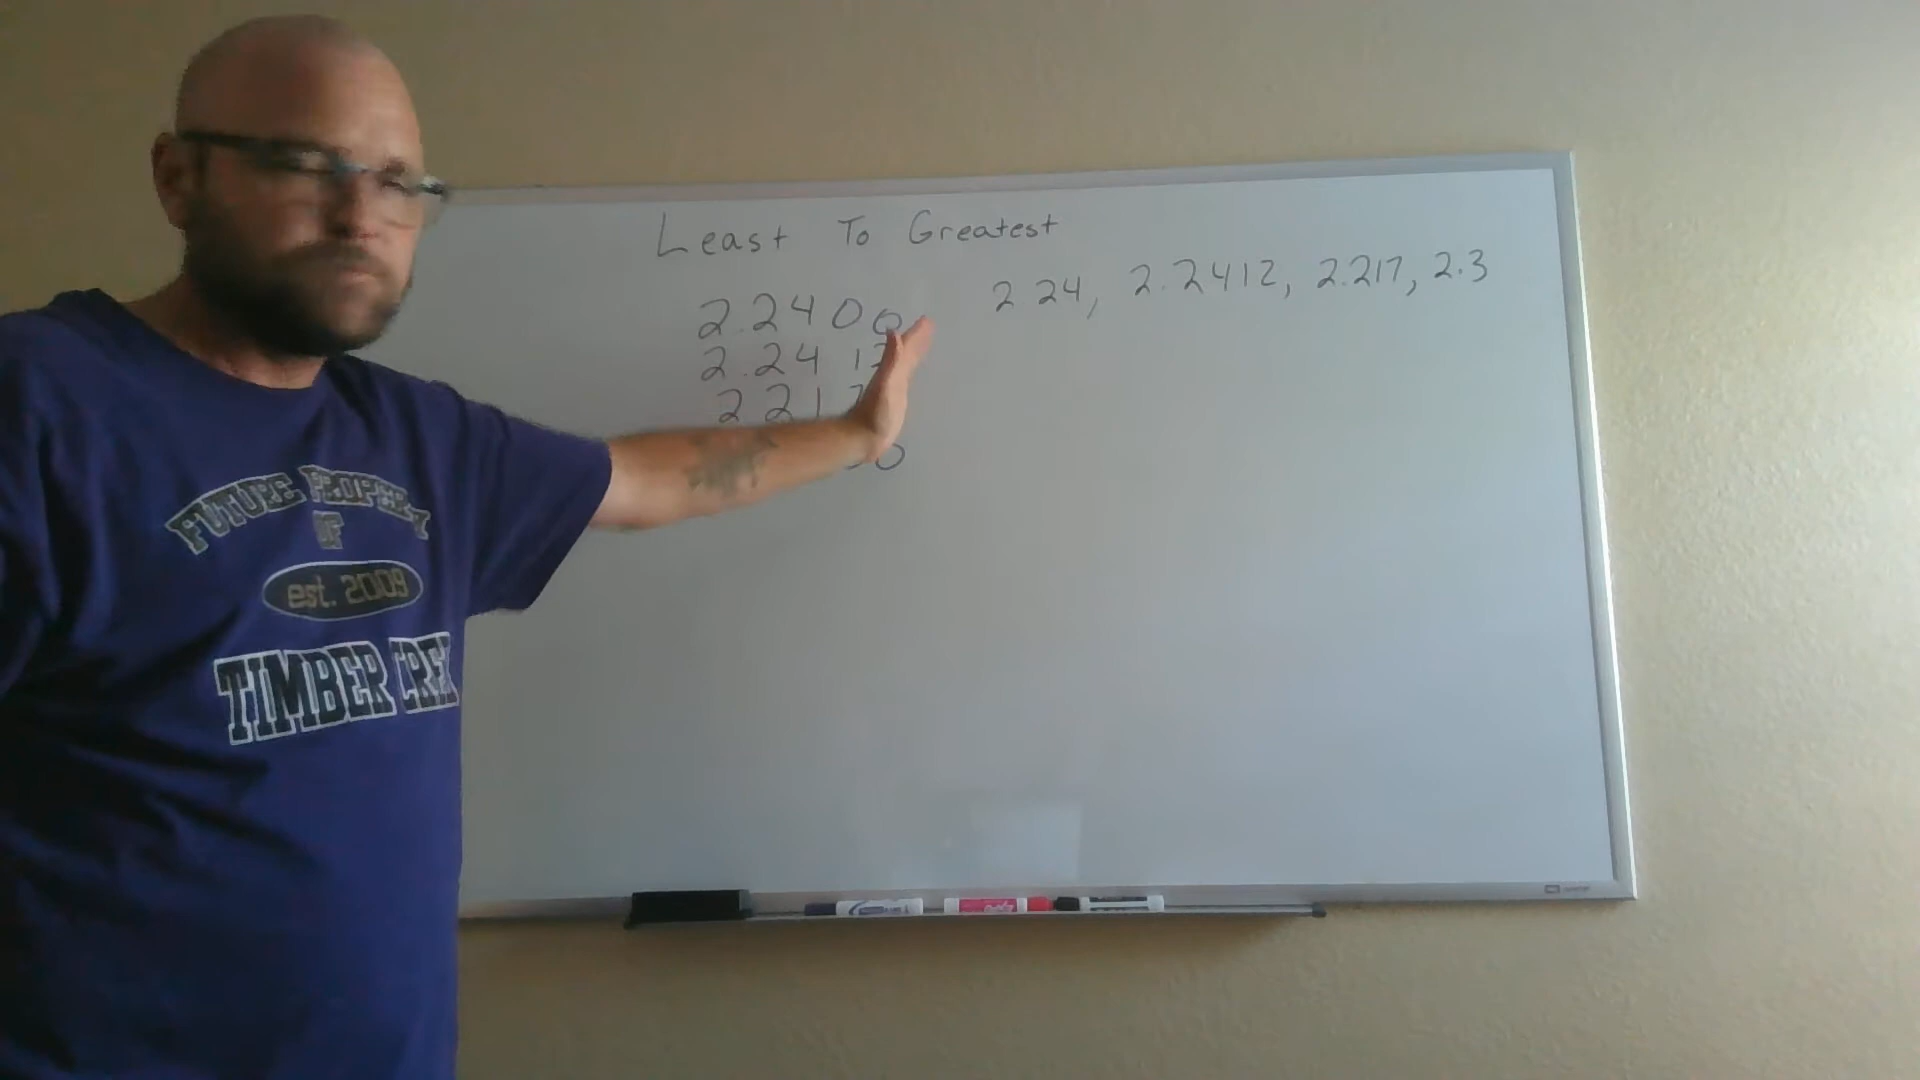 Least To Greatest
2.24, 2.2412, 2.217, 2.3
2.2400
2.2412
2.217
00
FUTURE PROPERTY
OF
est. 2009
TIMBER CREEK